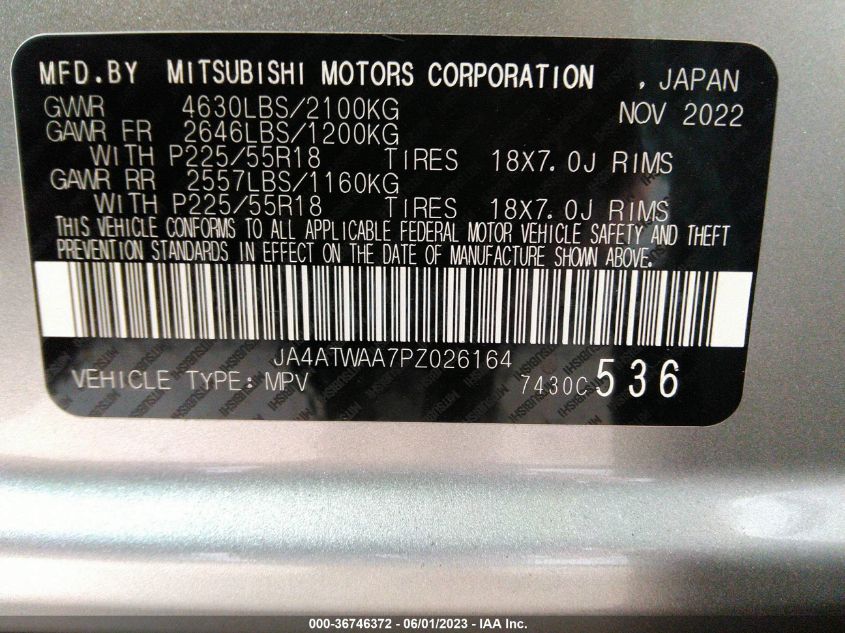 MFD.BY MITSUBISHI MOTORS CORPORATION , JAPAN
GVWR 4630LBS/2100KG NOV 2022
GAWR FR 2646LBS/1200KG
WITH P225/55R18 TIRES 18X7.0J RIMS
GAWR RR 2557LBS/1160KG
WITH P225/55R18 TIRES 18X7.0J RIMS
THIS VEHICLE CONFORMS TO ALL APPLICABLE FEDERAL MOTOR VEHICLE SAFETY AND THEFT
PREVENTION STANDARDS IN EFFECT ON THE DATE OF MANUFACTURE SHOWN ABOVE.
JA4ATWAA7PZ026164
VEHICLE TYPE: MPV 7430C 536
000-36746372 - 06/01/2023 - IAA Inc.